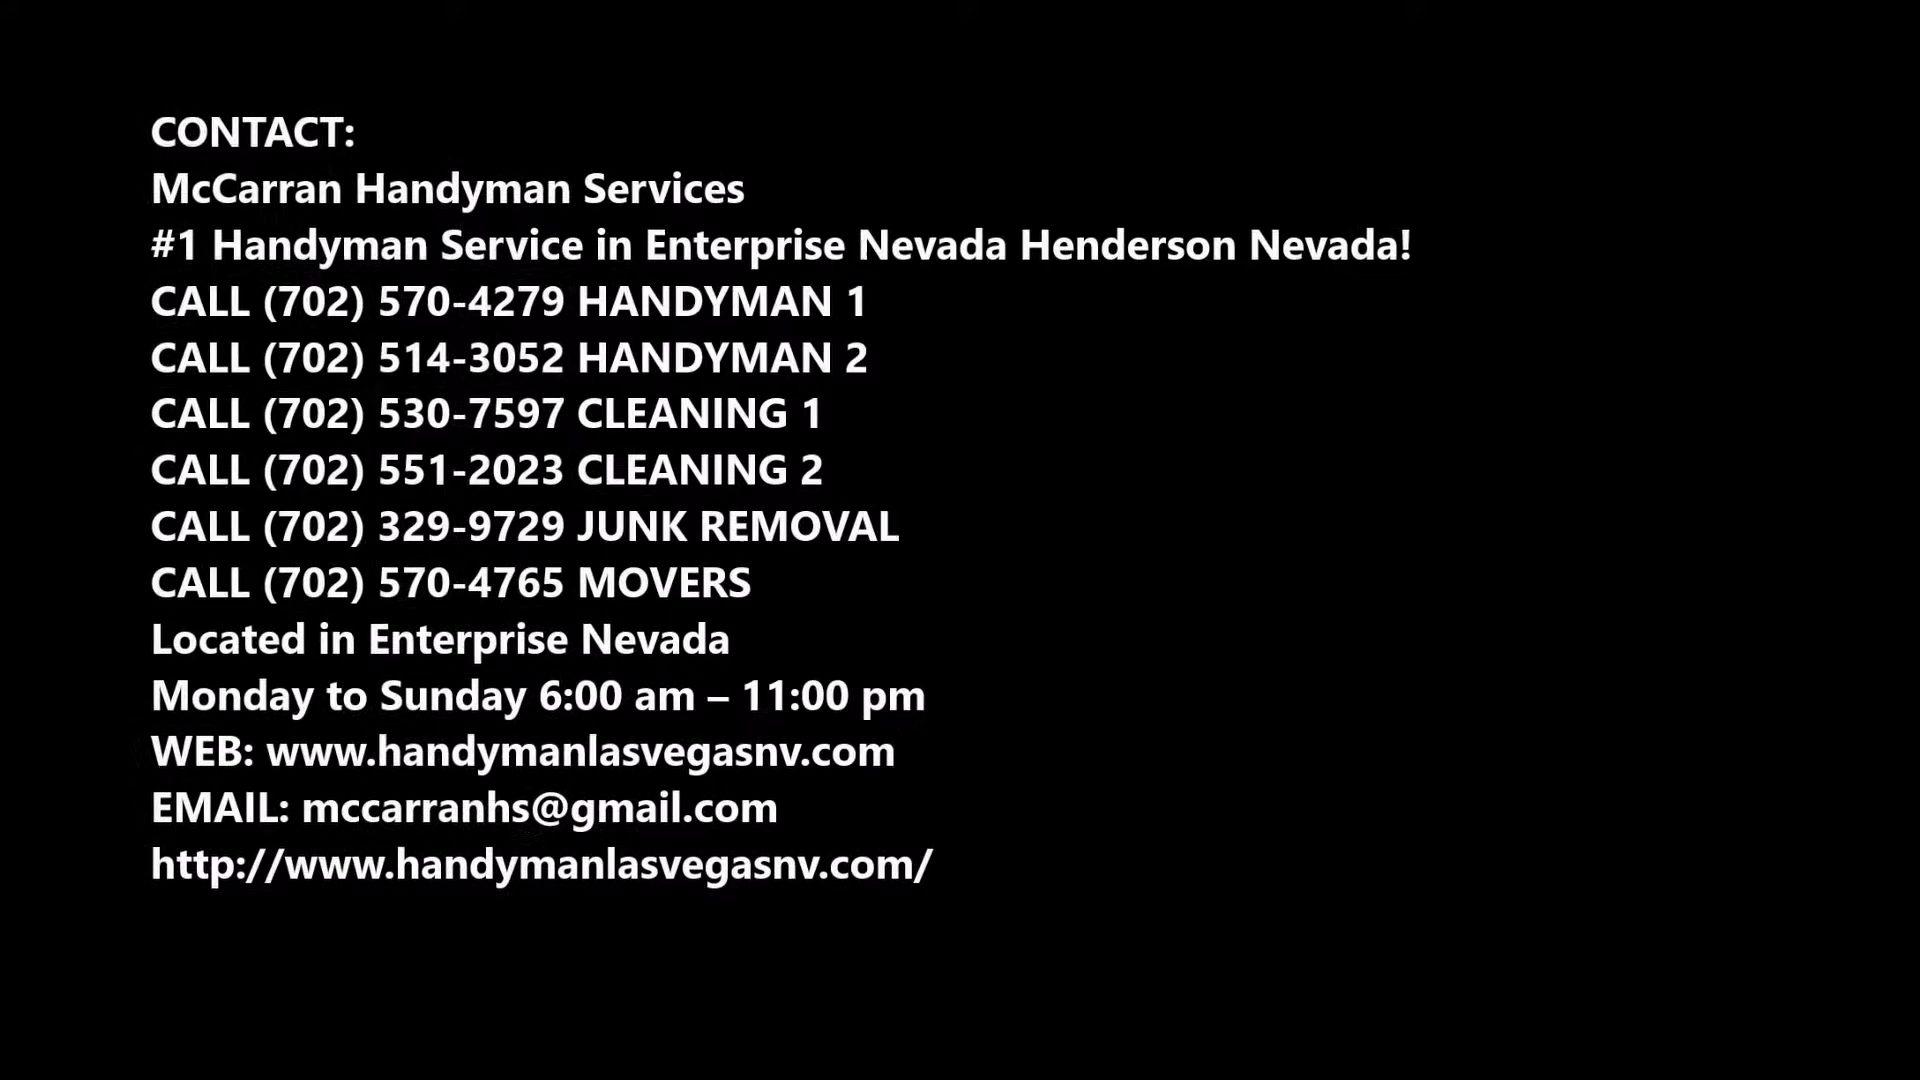 CONTACT:
McCarran Handyman Services
#1 Handyman Service in Enterprise Nevada Henderson Nevada!
CALL (702) 570-4279 HANDYMAN 1
CALL (702) 514-3052 HANDYMAN 2
CALL (702) 530-7597 CLEANING 1
CALL (702) 551-2023 CLEANING 2
CALL (702) 329-9729 JUNK REMOVAL
CALL (702) 570-4765 MOVERS
Located in Enterprise Nevada
Monday to Sunday 6:00 am – 11:00 pm
WEB: www.handymanlasvegasnv.com
EMAIL: mccarranhs@gmail.com
http://www.handymanlasvegasnv.com/